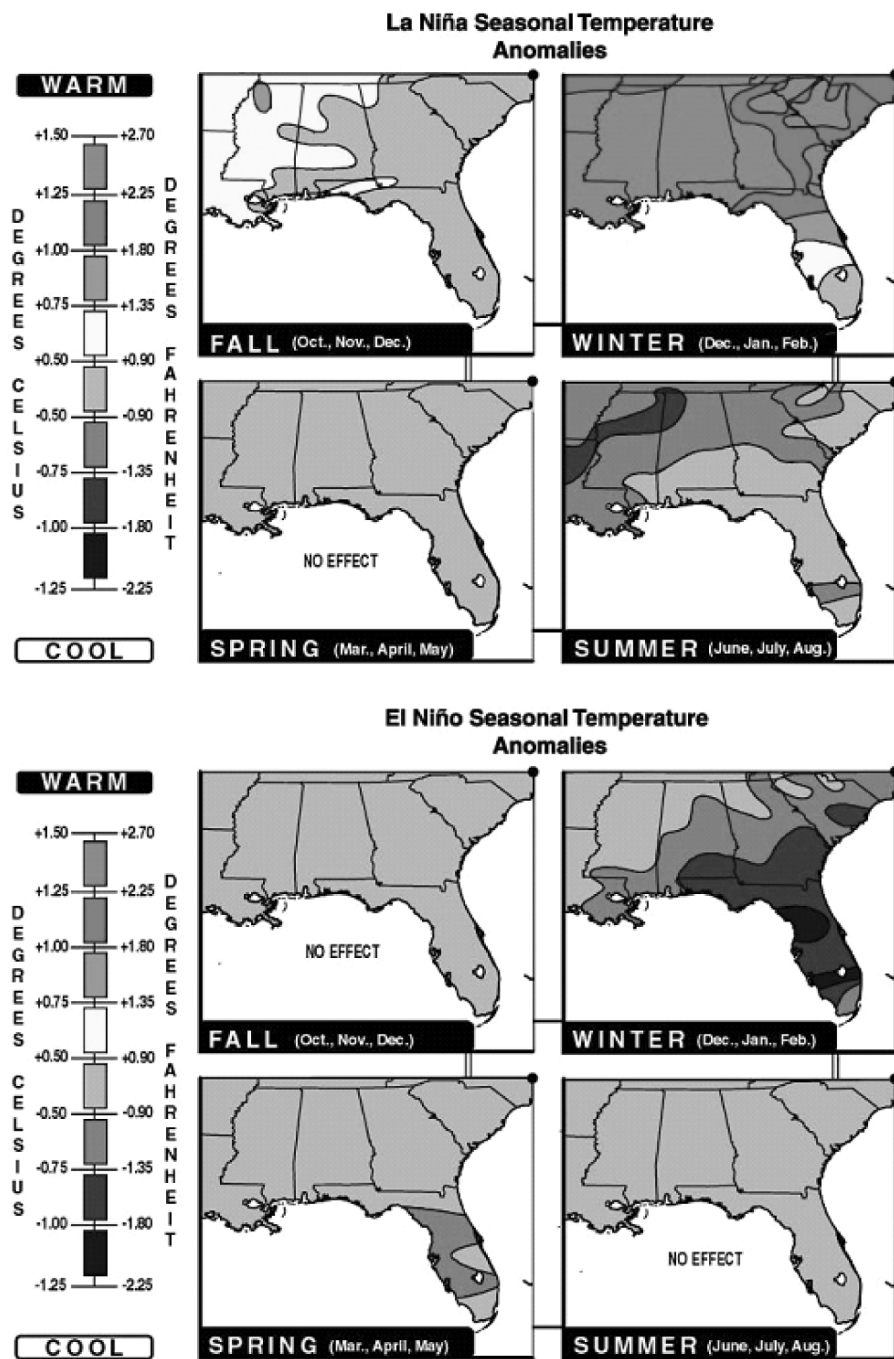 La Niña Seasonal Temperature
Anomalies
WARM
+1.50 +2.70
+1.25 +2.25
+1.00 +1.80
+0.75 +1.35
+0.50 +0.90
-0.50 -0.90
-0.75 -1.35
-1.00 -1.80
-1.25 -2.25
DEGREES CELSIUS
DEGREES FAHRENHEIT
COOL
FALL (Oct., Nov., Dec.)
WINTER (Dec., Jan., Feb.)
NO EFFECT
SPRING (Mar., April, May)
SUMMER (June, July, Aug.)
El Niño Seasonal Temperature
Anomalies
WARM
+1.50 +2.70
+1.25 +2.25
+1.00 +1.80
+0.75 +1.35
+0.50 +0.90
-0.50 -0.90
-0.75 -1.35
-1.00 -1.80
-1.25 -2.25
DEGREES CELSIUS
DEGREES FAHRENHEIT
COOL
NO EFFECT
FALL (Oct., Nov., Dec.)
WINTER (Dec., Jan., Feb.)
SPRING (Mar., April, May)
NO EFFECT
SUMMER (June, July, Aug.)